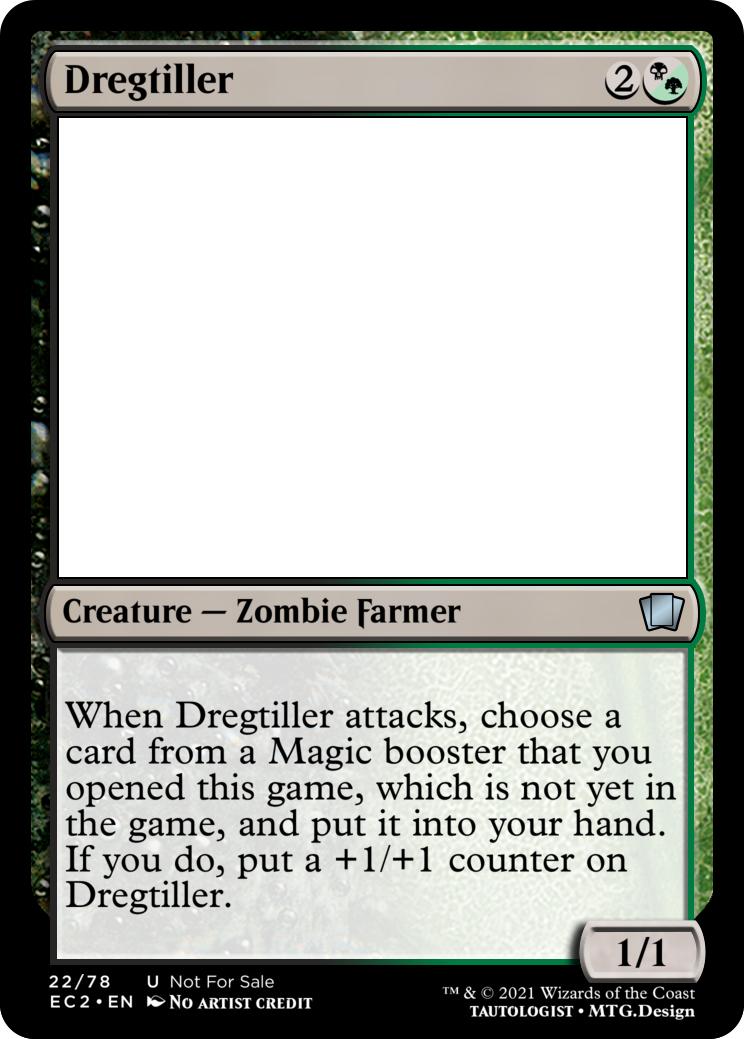 Dregtiller 2
Creature — Zombie Farmer
When Dregtiller attacks, choose a
card from a Magic booster that you
opened this game, which is not yet in
the game, and put it into your hand.
If you do, put a +1/+1 counter on
Dregtiller.
1/1
22/78 U Not For Sale
EC2 • EN No artist credit
™ & © 2021 Wizards of the Coast
TAUTOLOGIST • MTG.Design